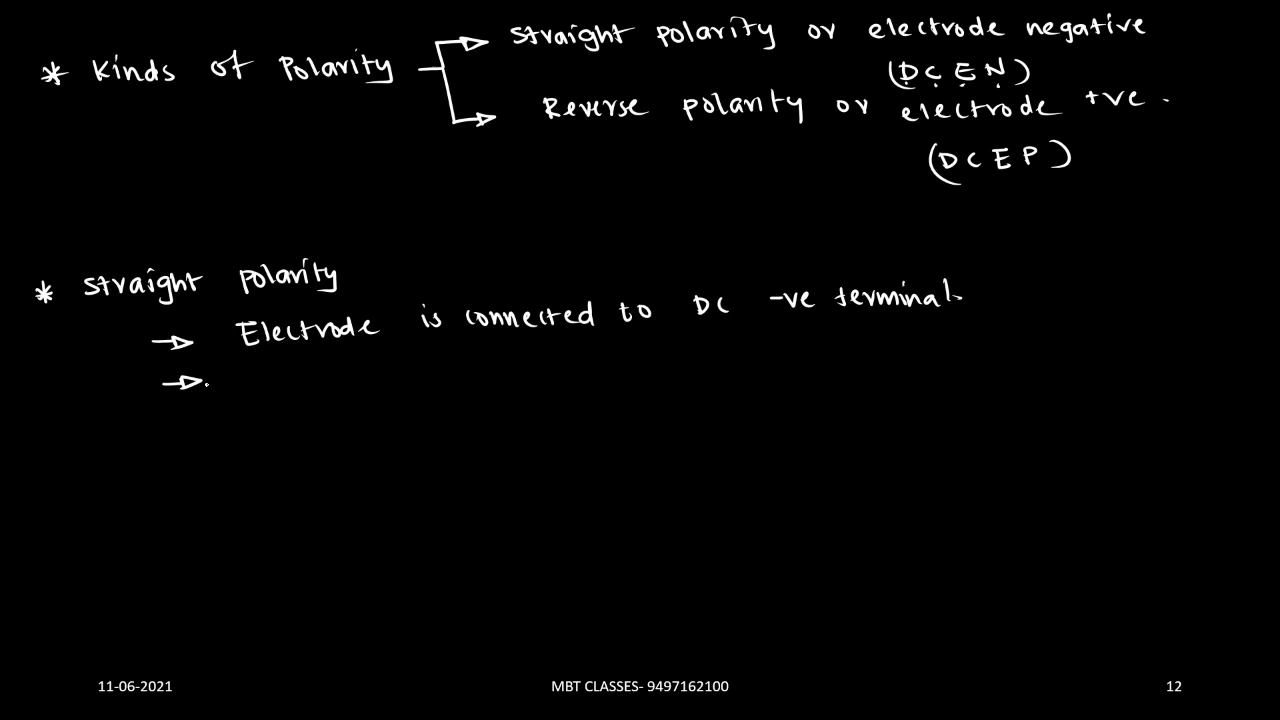 * Kinds of Polarity
straight polarity or electrode negative
(DCEN)
Reverse polarity or electrode +ve.
(DCEP)
* straight polarity
→ Electrode is connected to DC -ve terminal.
→.
11-06-2021
MBT CLASSES- 9497162100
12